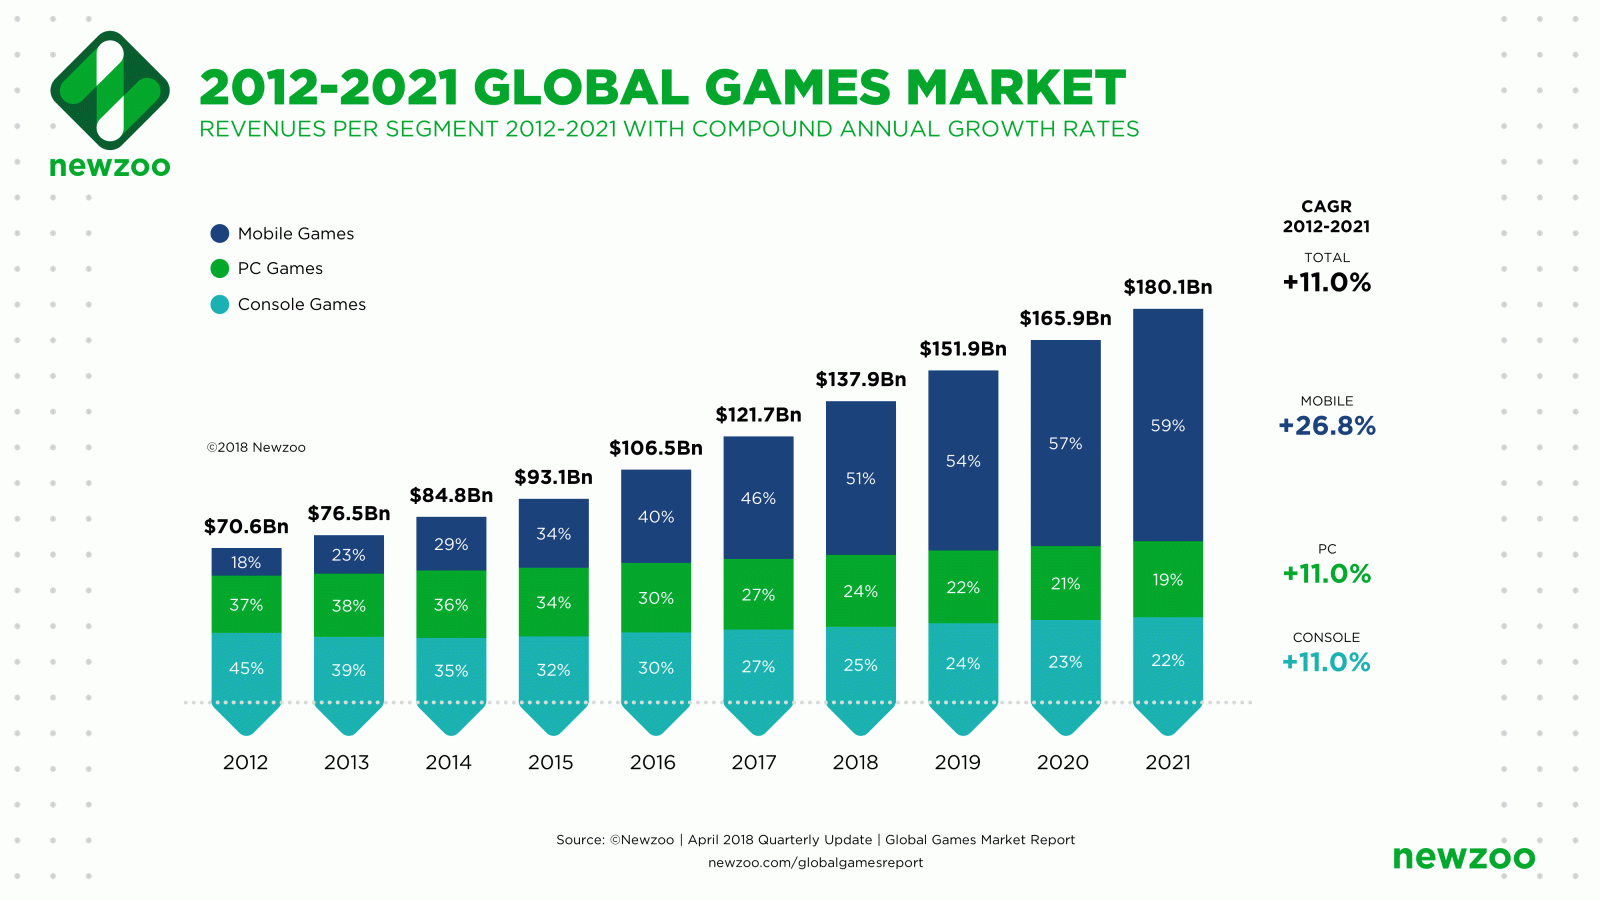 newzoo
2012-2021 GLOBAL GAMES MARKET
REVENUES PER SEGMENT 2012-2021 WITH COMPOUND ANNUAL GROWTH RATES
Mobile Games
PC Games
Console Games
©2018 Newzoo
$70.6Bn
18%
37%
45%
2012
$76.5Bn
23%
38%
39%
2013
$84.8Bn
29%
36%
35%
2014
$93.1Bn
34%
34%
32%
2015
$106.5Bn
40%
30%
30%
2016
$121.7Bn
46%
27%
27%
2017
$137.9Bn
51%
24%
25%
2018
$151.9Bn
54%
22%
24%
2019
$165.9Bn
57%
21%
23%
2020
$180.1Bn
59%
19%
22%
2021
CAGR
2012-2021
TOTAL
+11.0%
MOBILE
+26.8%
PC
+11.0%
CONSOLE
+11.0%
Source: ©Newzoo | April 2018 Quarterly Update | Global Games Market Report
newzoo.com/globalgamesreport
newzoo